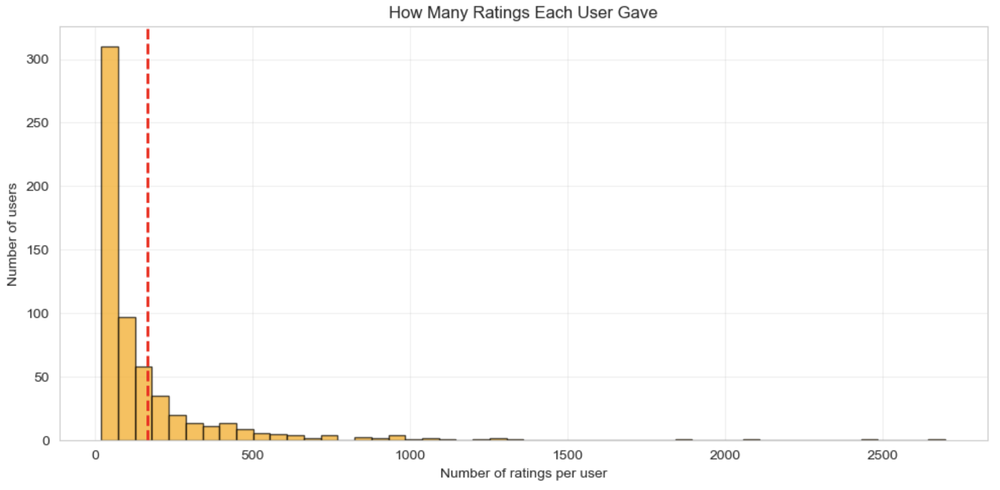 How Many Ratings Each User Gave
300
250
200
150
100
50
0
Number of users
0 500 1000 1500 2000 2500
Number of ratings per user